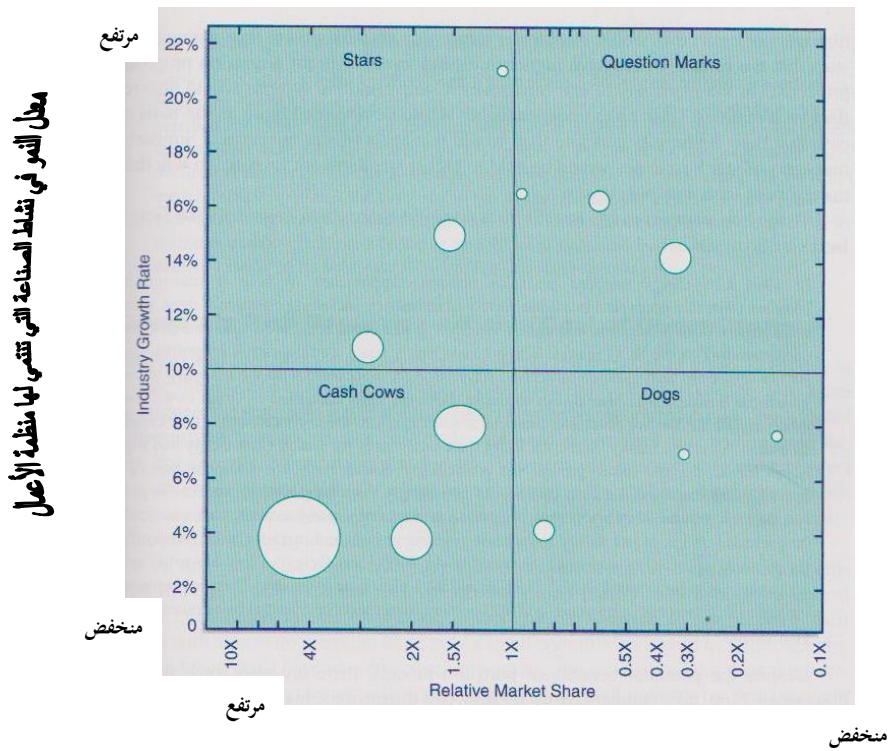 مرتفع
معدل النمو في نشاط الصناعة التي تنتمي لها منظمة الأعمال
Industry Growth Rate
22%
20%
18%
16%
14%
12%
10%
8%
6%
4%
2%
0
Stars
Question Marks
Cash Cows
Dogs
منخفض
10X
4X
2X
1.5X
1X
0.5X
0.4X
0.3X
0.2X
0.1X
Relative Market Share
مرتفع
منخفض